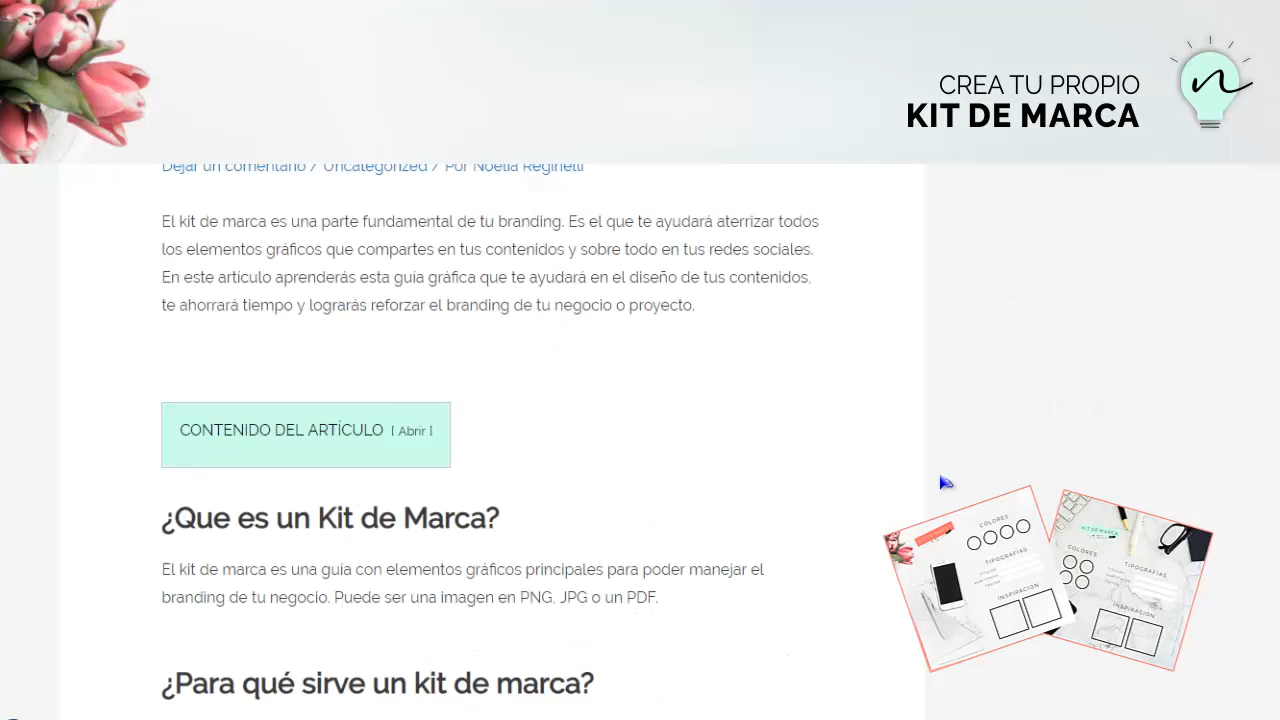 CREA TU PROPIO
KIT DE MARCA
Dejar un comentario / Uncategorized / Por Noelia Reginelli
El kit de marca es una parte fundamental de tu branding. Es el que te ayudará aterrizar todos
los elementos gráficos que compartes en tus contenidos y sobre todo en tus redes sociales.
En este artículo aprenderás esta guía gráfica que te ayudará en el diseño de tus contenidos,
te ahorrará tiempo y lograrás reforzar el branding de tu negocio o proyecto.
CONTENIDO DEL ARTÍCULO [ Abrir ]
¿Que es un Kit de Marca?
El kit de marca es una guía con elementos gráficos principales para poder manejar el
branding de tu negocio. Puede ser una imagen en PNG, JPG o un PDF.
¿Para qué sirve un kit de marca?
COLORES
TIPOGRAFÍAS
INSPIRACIÓN
KIT DE MARCA
COLORES
TIPOGRAFÍAS
INSPIRACIÓN